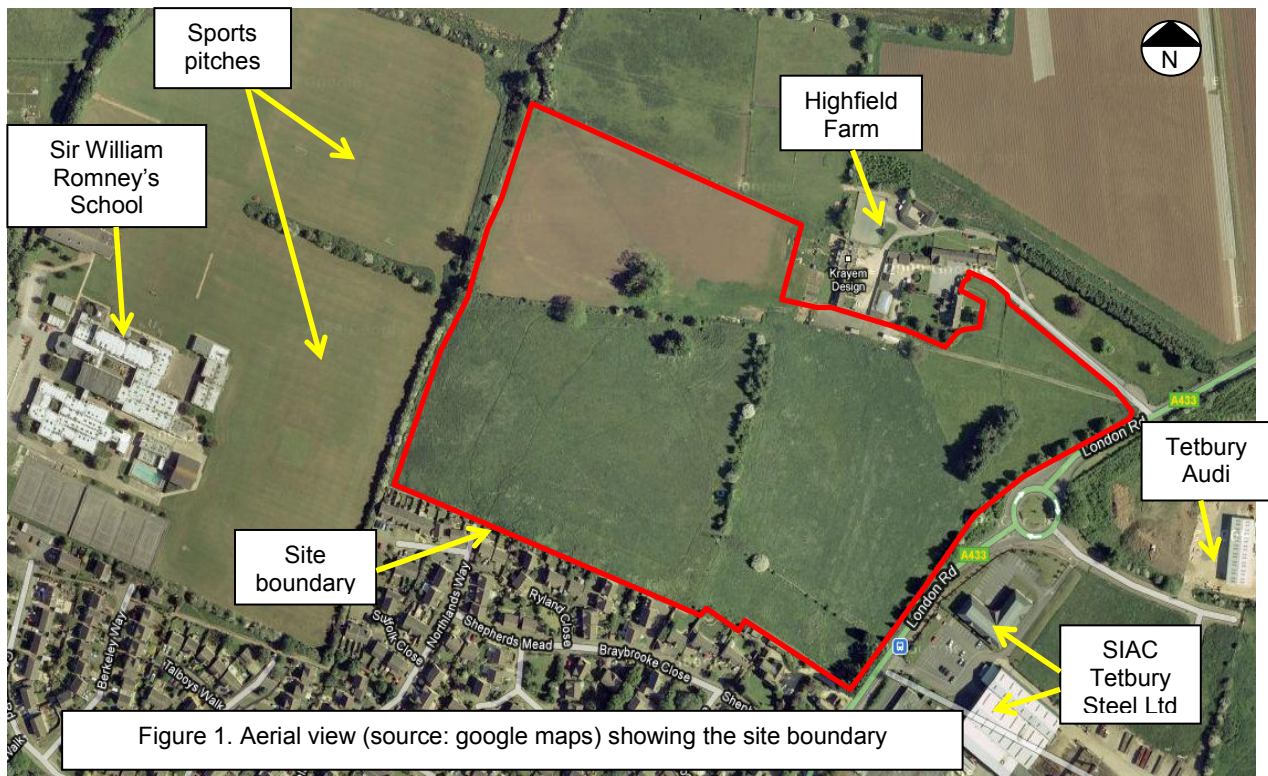 Sports
pitches
N
Highfield
Farm
Sir William
Romney's
School
Krayem
Design
A433
London Rd
Tetbury
Audi
Site
boundary
A433
London Rd
Northlands Way
Ryland Close
Suffolk Close
Shepherds Mead
Braybrooke Close
Berkeley Way
Talboys Walk
SIAC
Tetbury
Steel Ltd
Walk
Figure 1. Aerial view (source: google maps) showing the site boundary